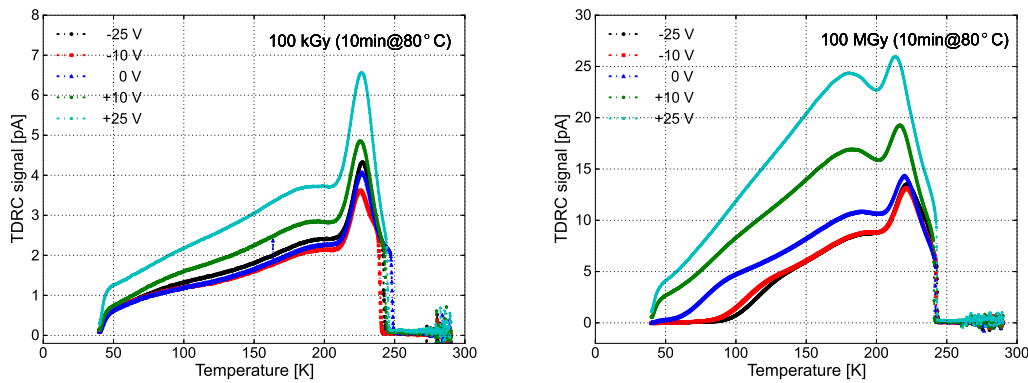 8
7
6
5
4
3
2
1
0
TDRC signal [pA]
100 kGy (10min@80°C)
-25 V
-10 V
0 V
+10 V
+25 V
0 50 100 150 200 250 300
Temperature [K]
30
25
20
15
10
5
0
TDRC signal [pA]
100 MGy (10min@80°C)
-25 V
-10 V
0 V
+10 V
+25 V
0 50 100 150 200 250 300
Temperature [K]